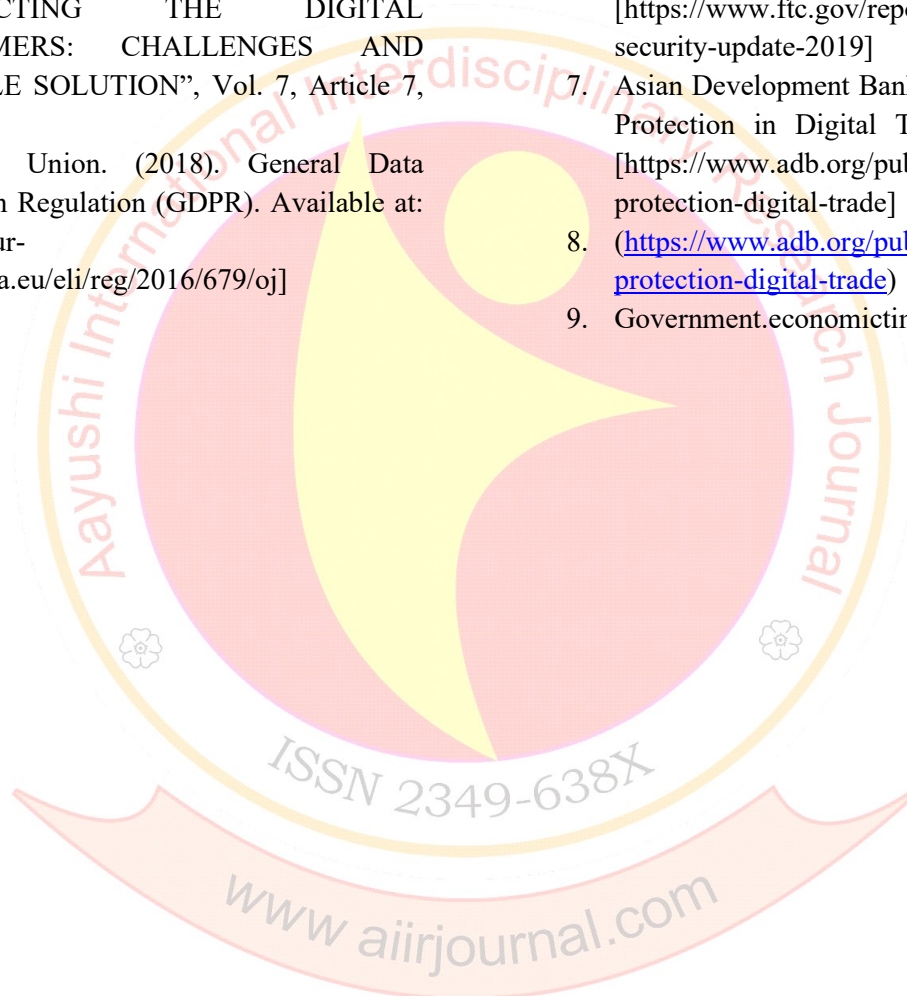 CTING THE DIGITAL
MERS: CHALLENGES AND
LE SOLUTION”, Vol. 7, Article 7,
Union. (2018). General Data
n Regulation (GDPR). Available at:
ur-
a.eu/eli/reg/2016/679/oj]
[https://www.ftc.gov/repo
security-update-2019]
7. Asian Development Bank
Protection in Digital T
[https://www.adb.org/pub
protection-digital-trade]
8. (https://www.adb.org/pub
protection-digital-trade)
9. Government.economictin
Aayushi International Interdisciplinary Research Journal
ISSN 2349-638X
www aiirjournal.com